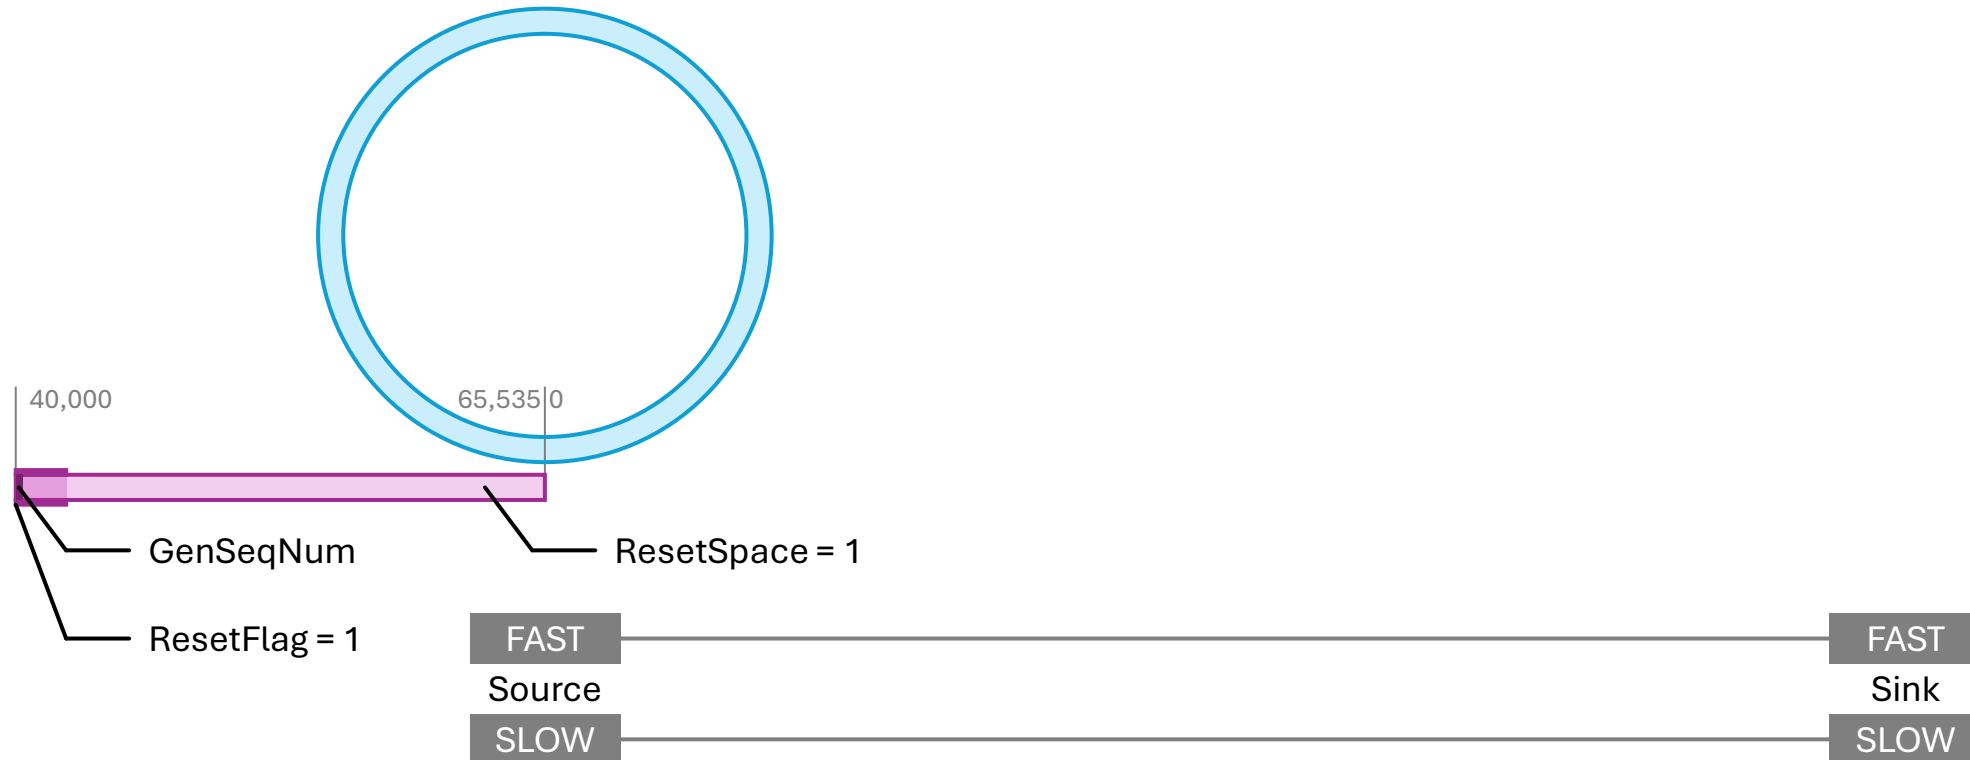 40,000
65,535 0
GenSeqNum
ResetSpace = 1
ResetFlag = 1
FAST
FAST
Source
Sink
SLOW
SLOW